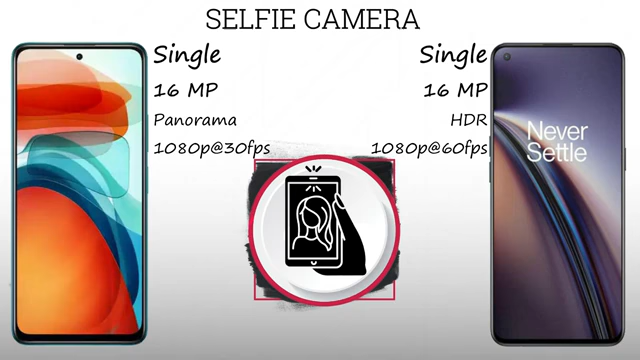 SELFIE CAMERA
Single
16 MP
Panorama
1080p@30fps
Single
16 MP
HDR
1080p@60fps
Never
Settle